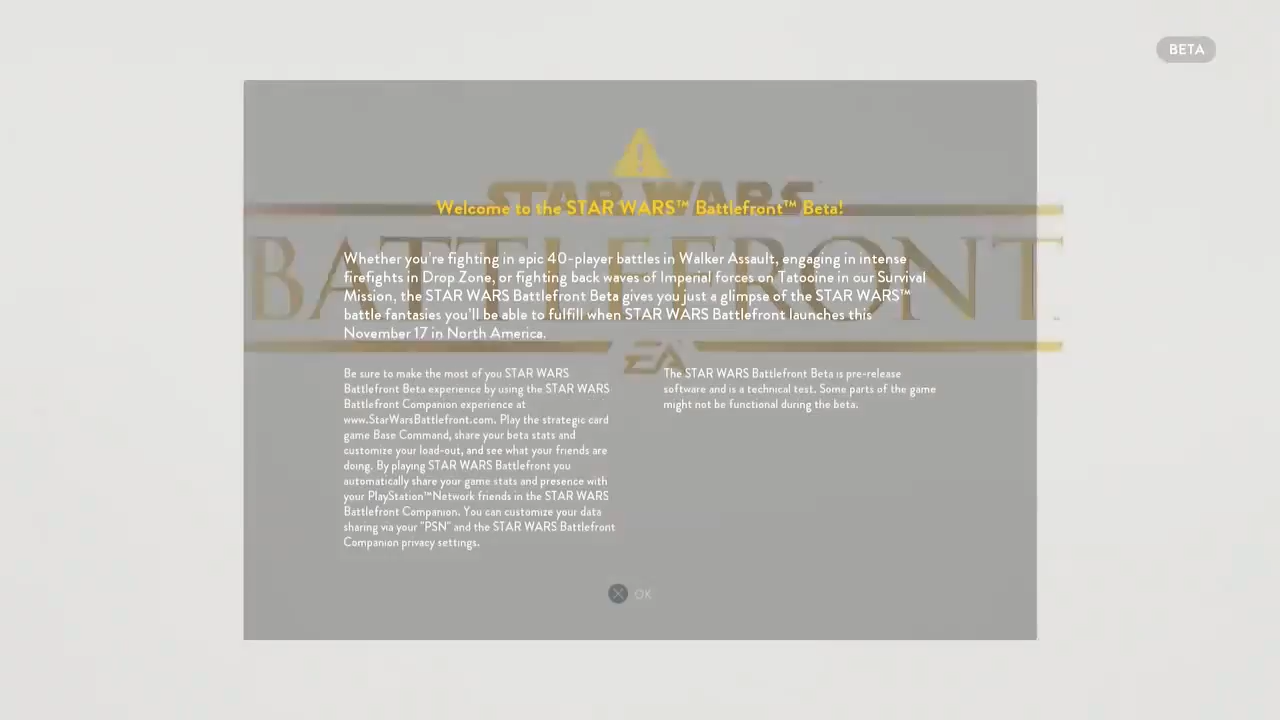 BETA
STAR WARS
Welcome to the STAR WARS™ Battlefront™ Beta!
BATTLEFRONT
Whether you're fighting in epic 40-player battles in Walker Assault, engaging in intense
firefights in Drop Zone, or fighting back waves of Imperial forces on Tatooine in our Survival
Mission, the STAR WARS Battlefront Beta gives you just a glimpse of the STAR WARS™
battle fantasies you'll be able to fulfill when STAR WARS Battlefront launches this
November 17 in North America.
EA
Be sure to make the most of you STAR WARS
Battlefront Beta experience by using the STAR WARS
Battlefront Companion experience at
www.StarWarsBattlefront.com. Play the strategic card
game Base Command, share your beta stats and
customize your load-out, and see what your friends are
doing. By playing STAR WARS Battlefront you
automatically share your game stats and presence with
your PlayStation™Network friends in the STAR WARS
Battlefront Companion. You can customize your data
sharing via your "PSN" and the STAR WARS Battlefront
Companion privacy settings.
The STAR WARS Battlefront Beta is pre-release
software and is a technical test. Some parts of the game
might not be functional during the beta.
OK